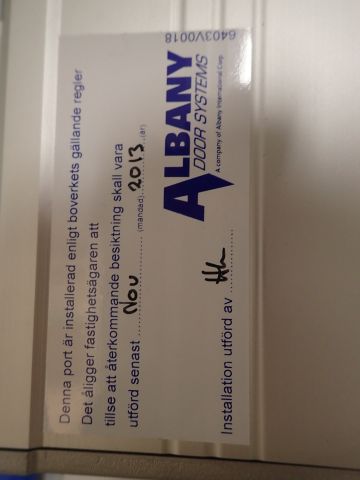 Denna port är installerad enligt boverkets gällande regler
Det åligger fastighetsägaren att
tillse att återkommande besiktning skall vara
utförd senast Nov (månad) 2013 (år)
ALBANY
DOOR SYSTEMS
A company of Albany International Corp.
Installation utförd av
6403V0018